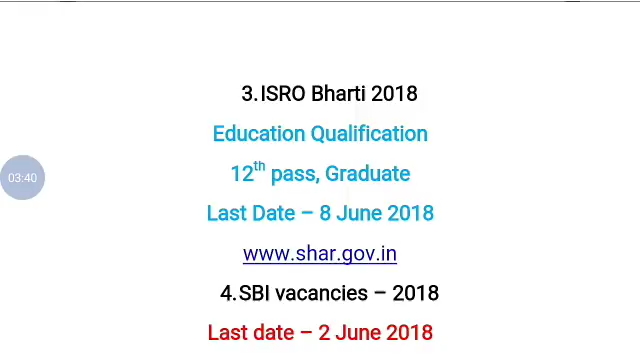 3.ISRO Bharti 2018
Education Qualification
12th pass, Graduate
03:40
Last Date – 8 June 2018
www.shar.gov.in
4.SBI vacancies – 2018
Last date – 2 June 2018